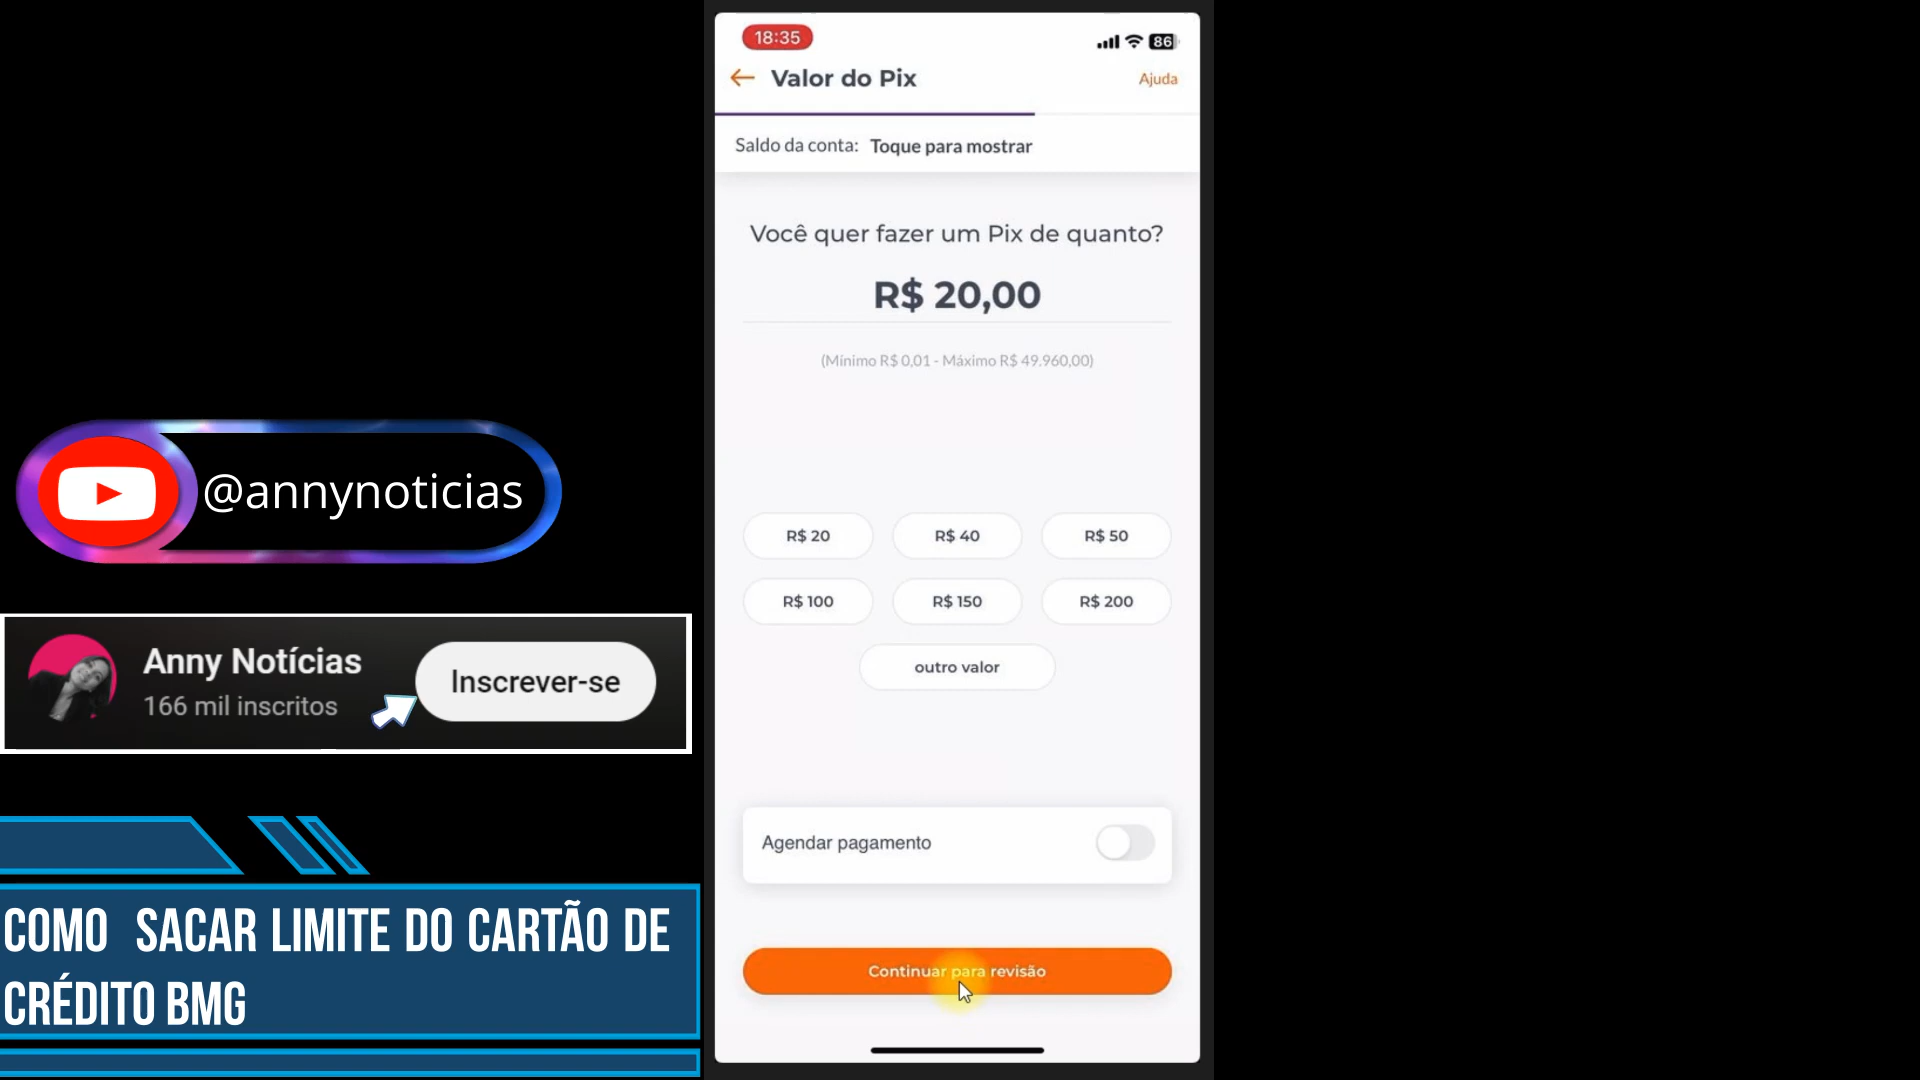 18:35
86
Valor do Pix
Ajuda
Saldo da conta: Toque para mostrar
Você quer fazer um Pix de quanto?
R$ 20,00
(Mínimo R$ 0,01 - Máximo R$ 49.960,00)
R$ 20
R$ 40
R$ 50
R$ 100
R$ 150
R$ 200
outro valor
Agendar pagamento
Continuar para revisão
@annynoticias
Anny Notícias
166 mil inscritos
Inscrever-se
COMO SACAR LIMITE DO CARTÃO DE
CRÉDITO BMG